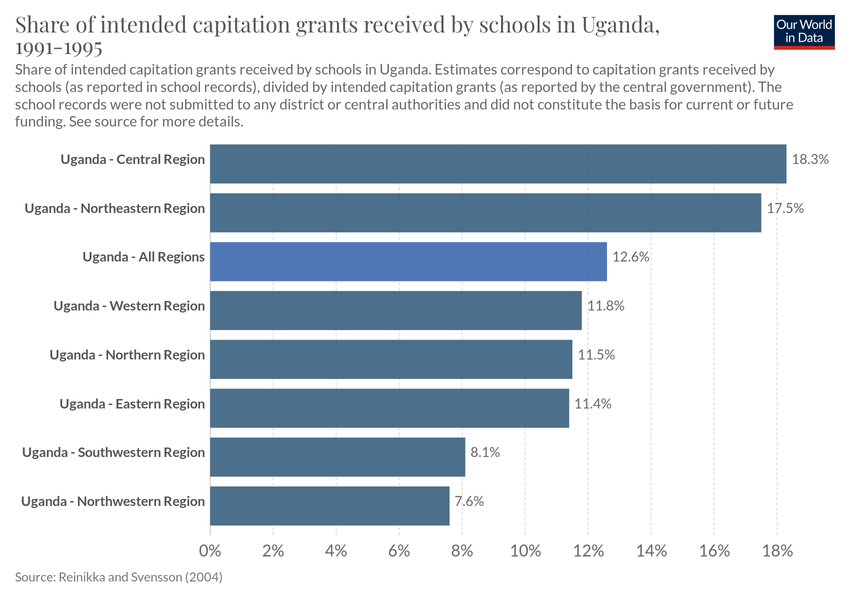 Share of intended capitation grants received by schools in Uganda,
1991-1995
Our World
in Data
Share of intended capitation grants received by schools in Uganda. Estimates correspond to capitation grants received by
schools (as reported in school records), divided by intended capitation grants (as reported by the central government). The
school records were not submitted to any district or central authorities and did not constitute the basis for current or future
funding. See source for more details.
Uganda - Central Region 18.3%
Uganda - Northeastern Region 17.5%
Uganda - All Regions 12.6%
Uganda - Western Region 11.8%
Uganda - Northern Region 11.5%
Uganda - Eastern Region 11.4%
Uganda - Southwestern Region 8.1%
Uganda - Northwestern Region 7.6%
0% 2% 4% 6% 8% 10% 12% 14% 16% 18%
Source: Reinikka and Svensson (2004)